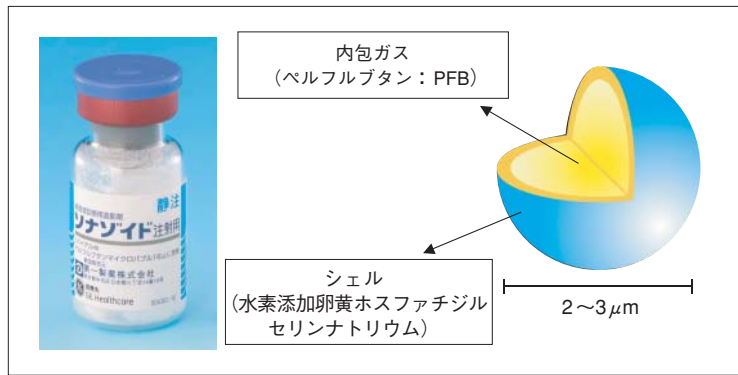 内包ガス
（ペルフルブタン：PFB）
静注
ソナゾイド注射用
第一製薬株式会社
GE Healthcare
シェル
（水素添加卵黄ホスファチジル
セリンナトリウム）
2～3μm